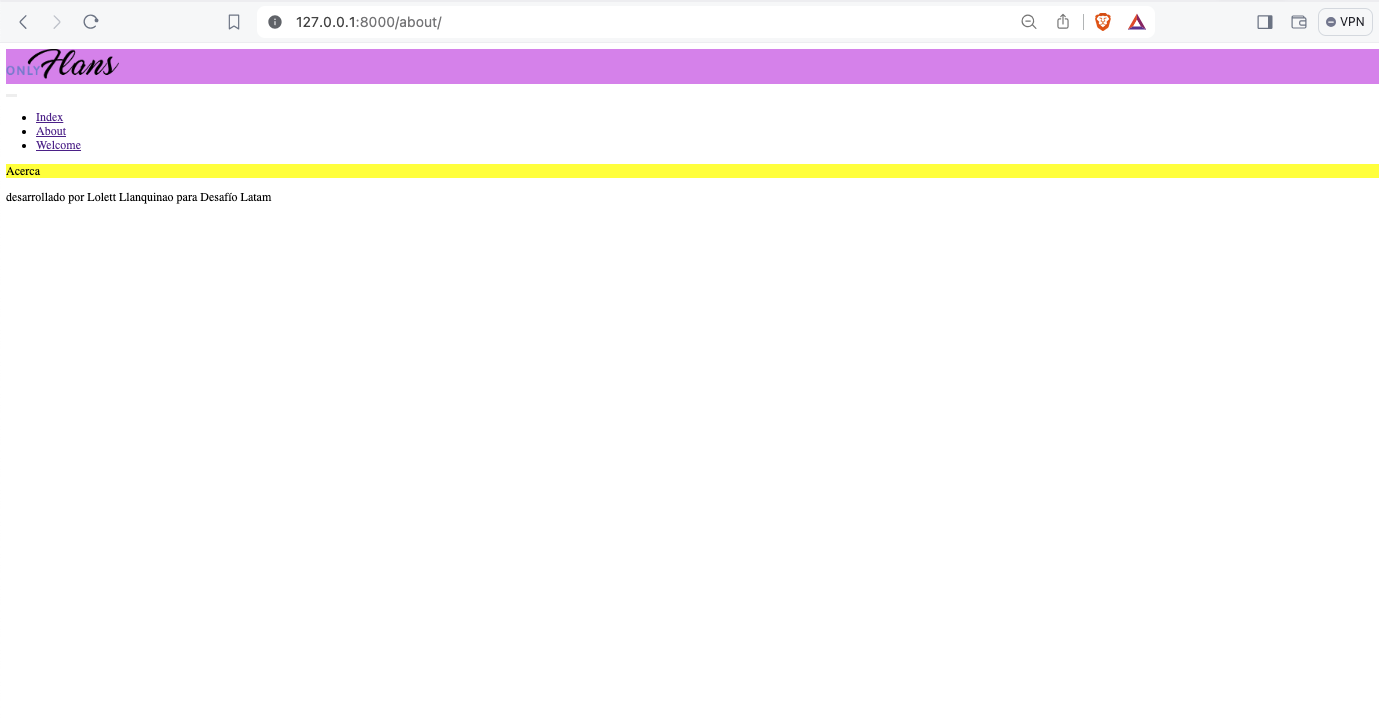 127.0.0.1:8000/about/
VPN
ONLY Flans
Index
About
Welcome
Acerca
desarrollado por Lolett Llanquinao para Desafío Latam